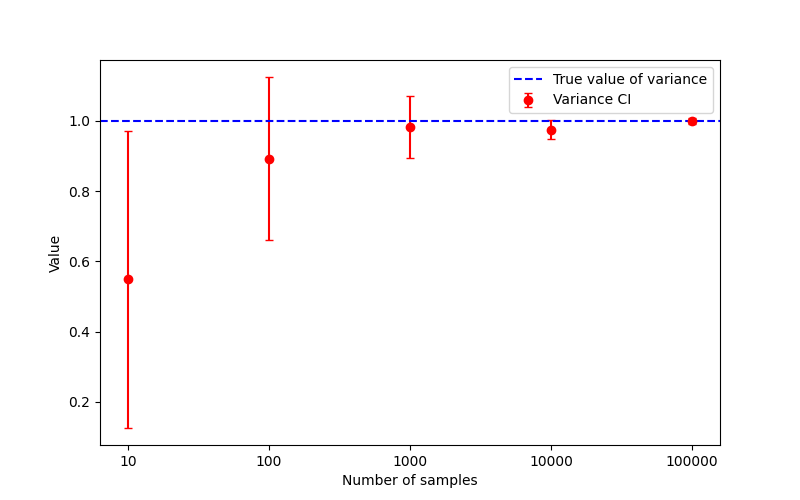 True value of variance
Variance CI
1.0
0.8
0.6
0.4
0.2
Value
10 100 1000 10000 100000
Number of samples